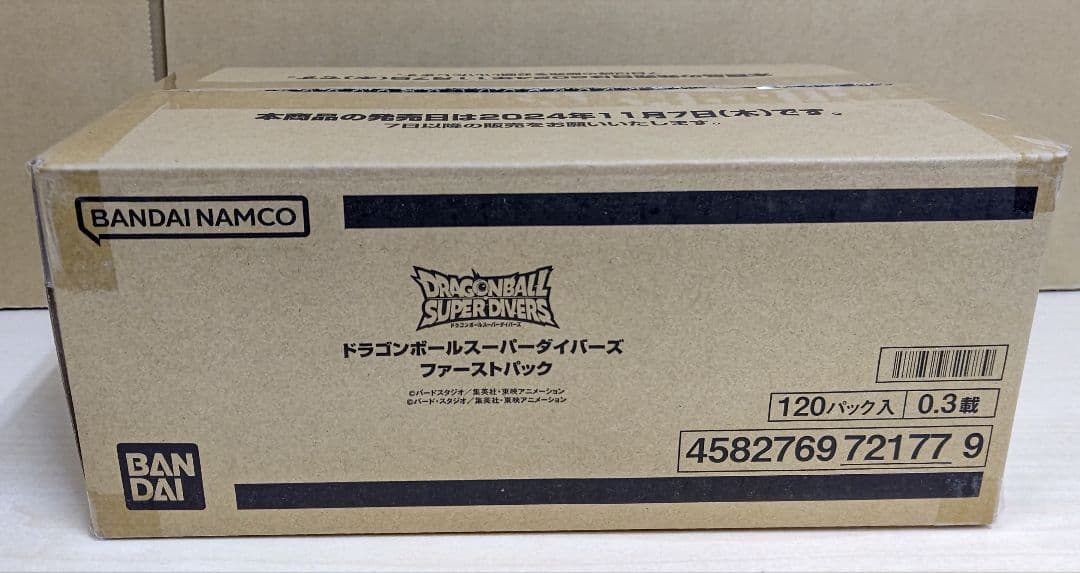 本商品の発売日は2024年11月7日(木)です。
7日以降の販売をお願いいたします。
BANDAI NAMCO
DRAGONBALL
SUPER DIVERS
ドラゴンボールスーパーダイバーズ
ドラゴンボールスーパーダイバーズ
ファーストパック
©バードスタジオ/集英社・東映アニメーション
©バード・スタジオ/集英社・東映アニメーション
120パック入 0.3載
4582769 72177 9
BAN
DAI